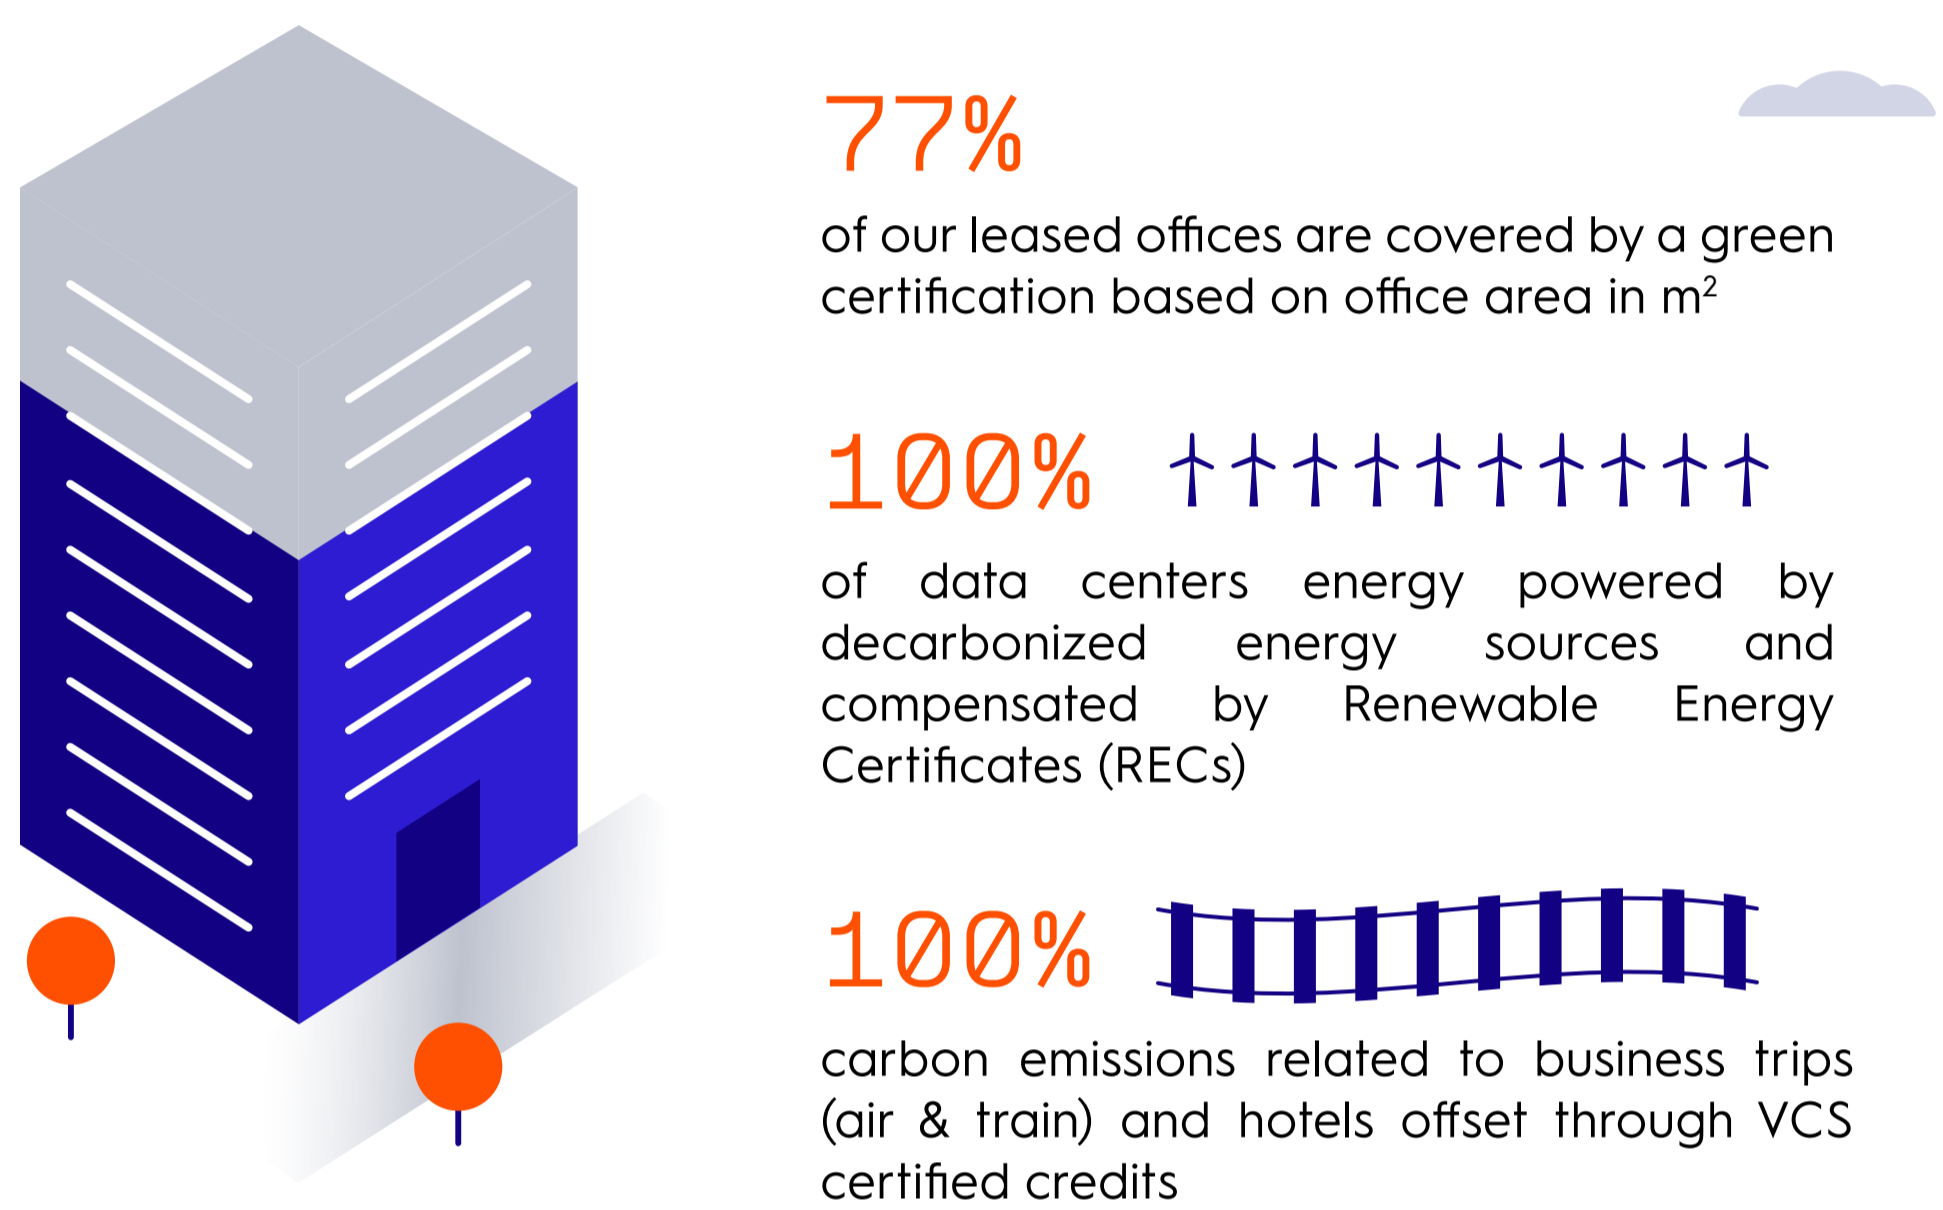 77%
of our leased offices are covered by a green
certification based on office area in m²
100%
of data centers energy powered by
decarbonized energy sources and
compensated by Renewable Energy
Certificates (RECs)
100%
carbon emissions related to business trips
(air & train) and hotels offset through VCS
certified credits